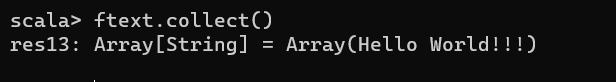 scala> ftext.collect()
res13: Array[String] = Array(Hello World!!!)